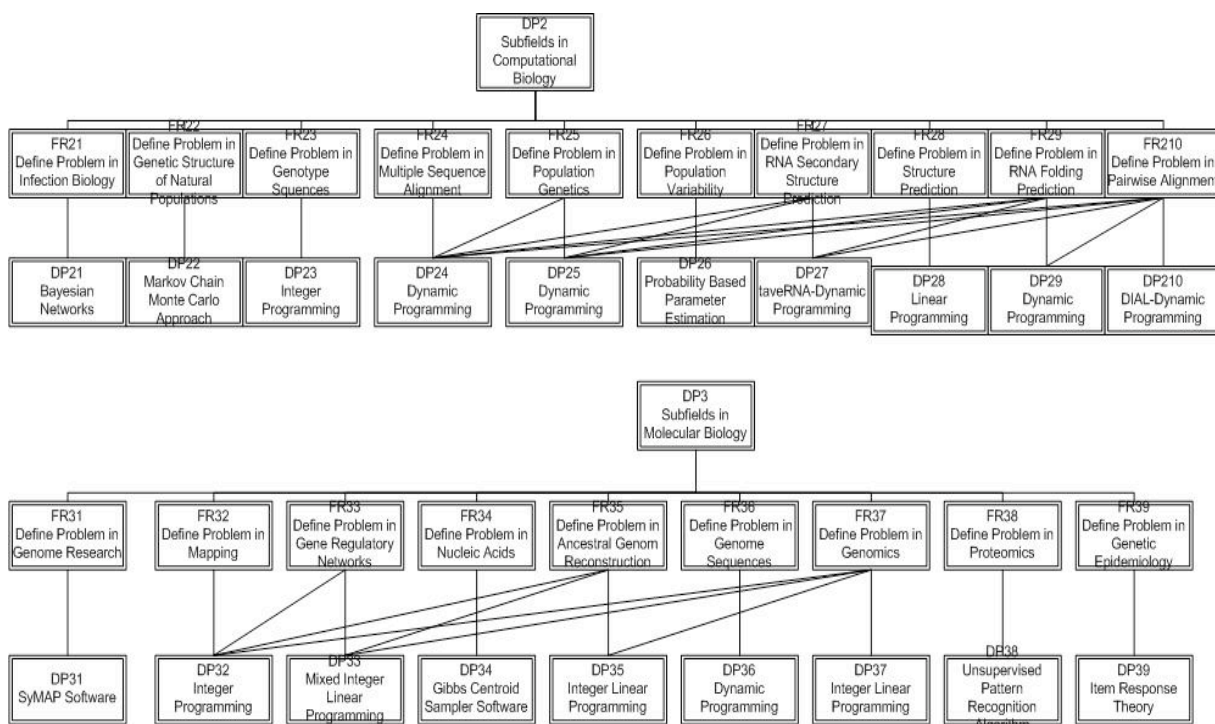 DP2
Subfields in
Computational
Biology
FR21
Define Problem in
Infection Biology
FR22
Define Problem in
Genetic Structure
of Natural
Populations
FR23
Define Problem in
Genotype
Squences
FR24
Define Problem in
Multiple Sequence
Alignment
FR25
Define Problem in
Population
Genetics
FR26
Define Problem in
Population
Variability
FR27
Define Problem in
RNA Secondary
Structure
Prediction
FR28
Define Problem in
Structure
Prediction
FR29
Define Problem in
RNA Folding
Prediction
FR210
Define Problem in
Pairwise Alignment
DP21
Bayesian
Networks
DP22
Markov Chain
Monte Carlo
Approach
DP23
Integer
Programming
DP24
Dynamic
Programming
DP25
Dynamic
Programming
DP26
Probability Based
Parameter
Estimation
DP27
taveRNA-Dynamic
Programming
DP28
Linear
Programming
DP29
Dynamic
Programming
DP210
DIAL-Dynamic
Programming
DP3
Subfields in
Molecular Biology
FR31
Define Problem in
Genome Research
FR32
Define Problem in
Mapping
FR33
Define Problem in
Gene Regulatory
Networks
FR34
Define Problem in
Nucleic Acids
FR35
Define Problem in
Ancestral Genom
Reconstruction
FR36
Define Problem in
Genome
Sequences
FR37
Define Problem in
Genomics
FR38
Define Problem in
Proteomics
FR39
Define Problem in
Genetic
Epidemiology
DP31
SyMAP Software
DP32
Integer
Programming
DP33
Mixed Integer
Linear
Programming
DP34
Gibbs Centroid
Sampler Software
DP35
Integer Linear
Programming
DP36
Dynamic
Programming
DP37
Integer Linear
Programming
DP38
Unsupervised
Pattern
Recognition
Algorithm
DP39
Item Response
Theory